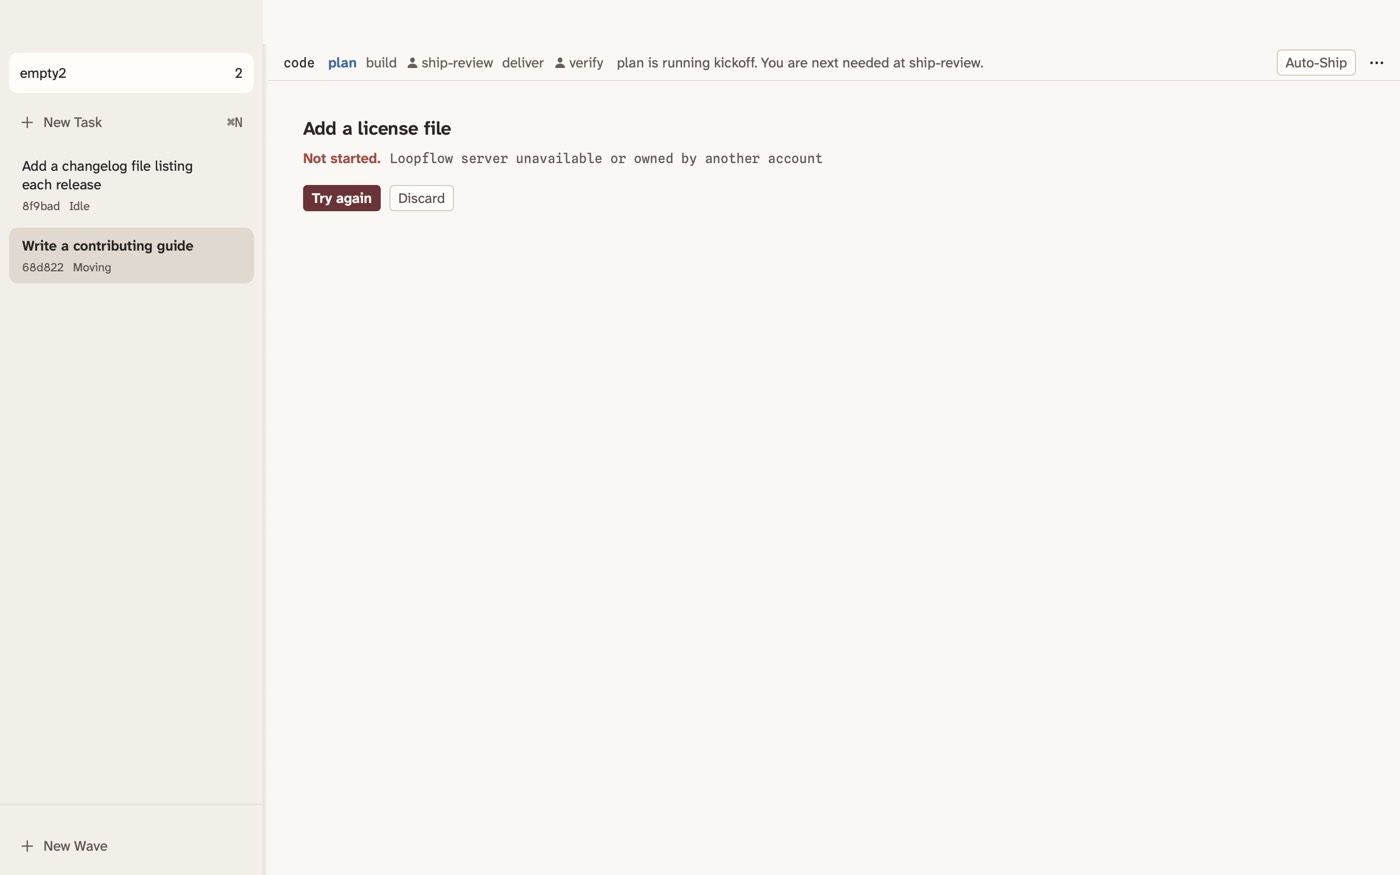 empty2 2
New Task ⌘N
Add a changelog file listing
each release
8f9bad Idle
Write a contributing guide
68d822 Moving
New Wave
code plan build ship-review deliver verify plan is running kickoff. You are next needed at ship-review. Auto-Ship ···
Add a license file
Not started. Loopflow server unavailable or owned by another account
Try again Discard